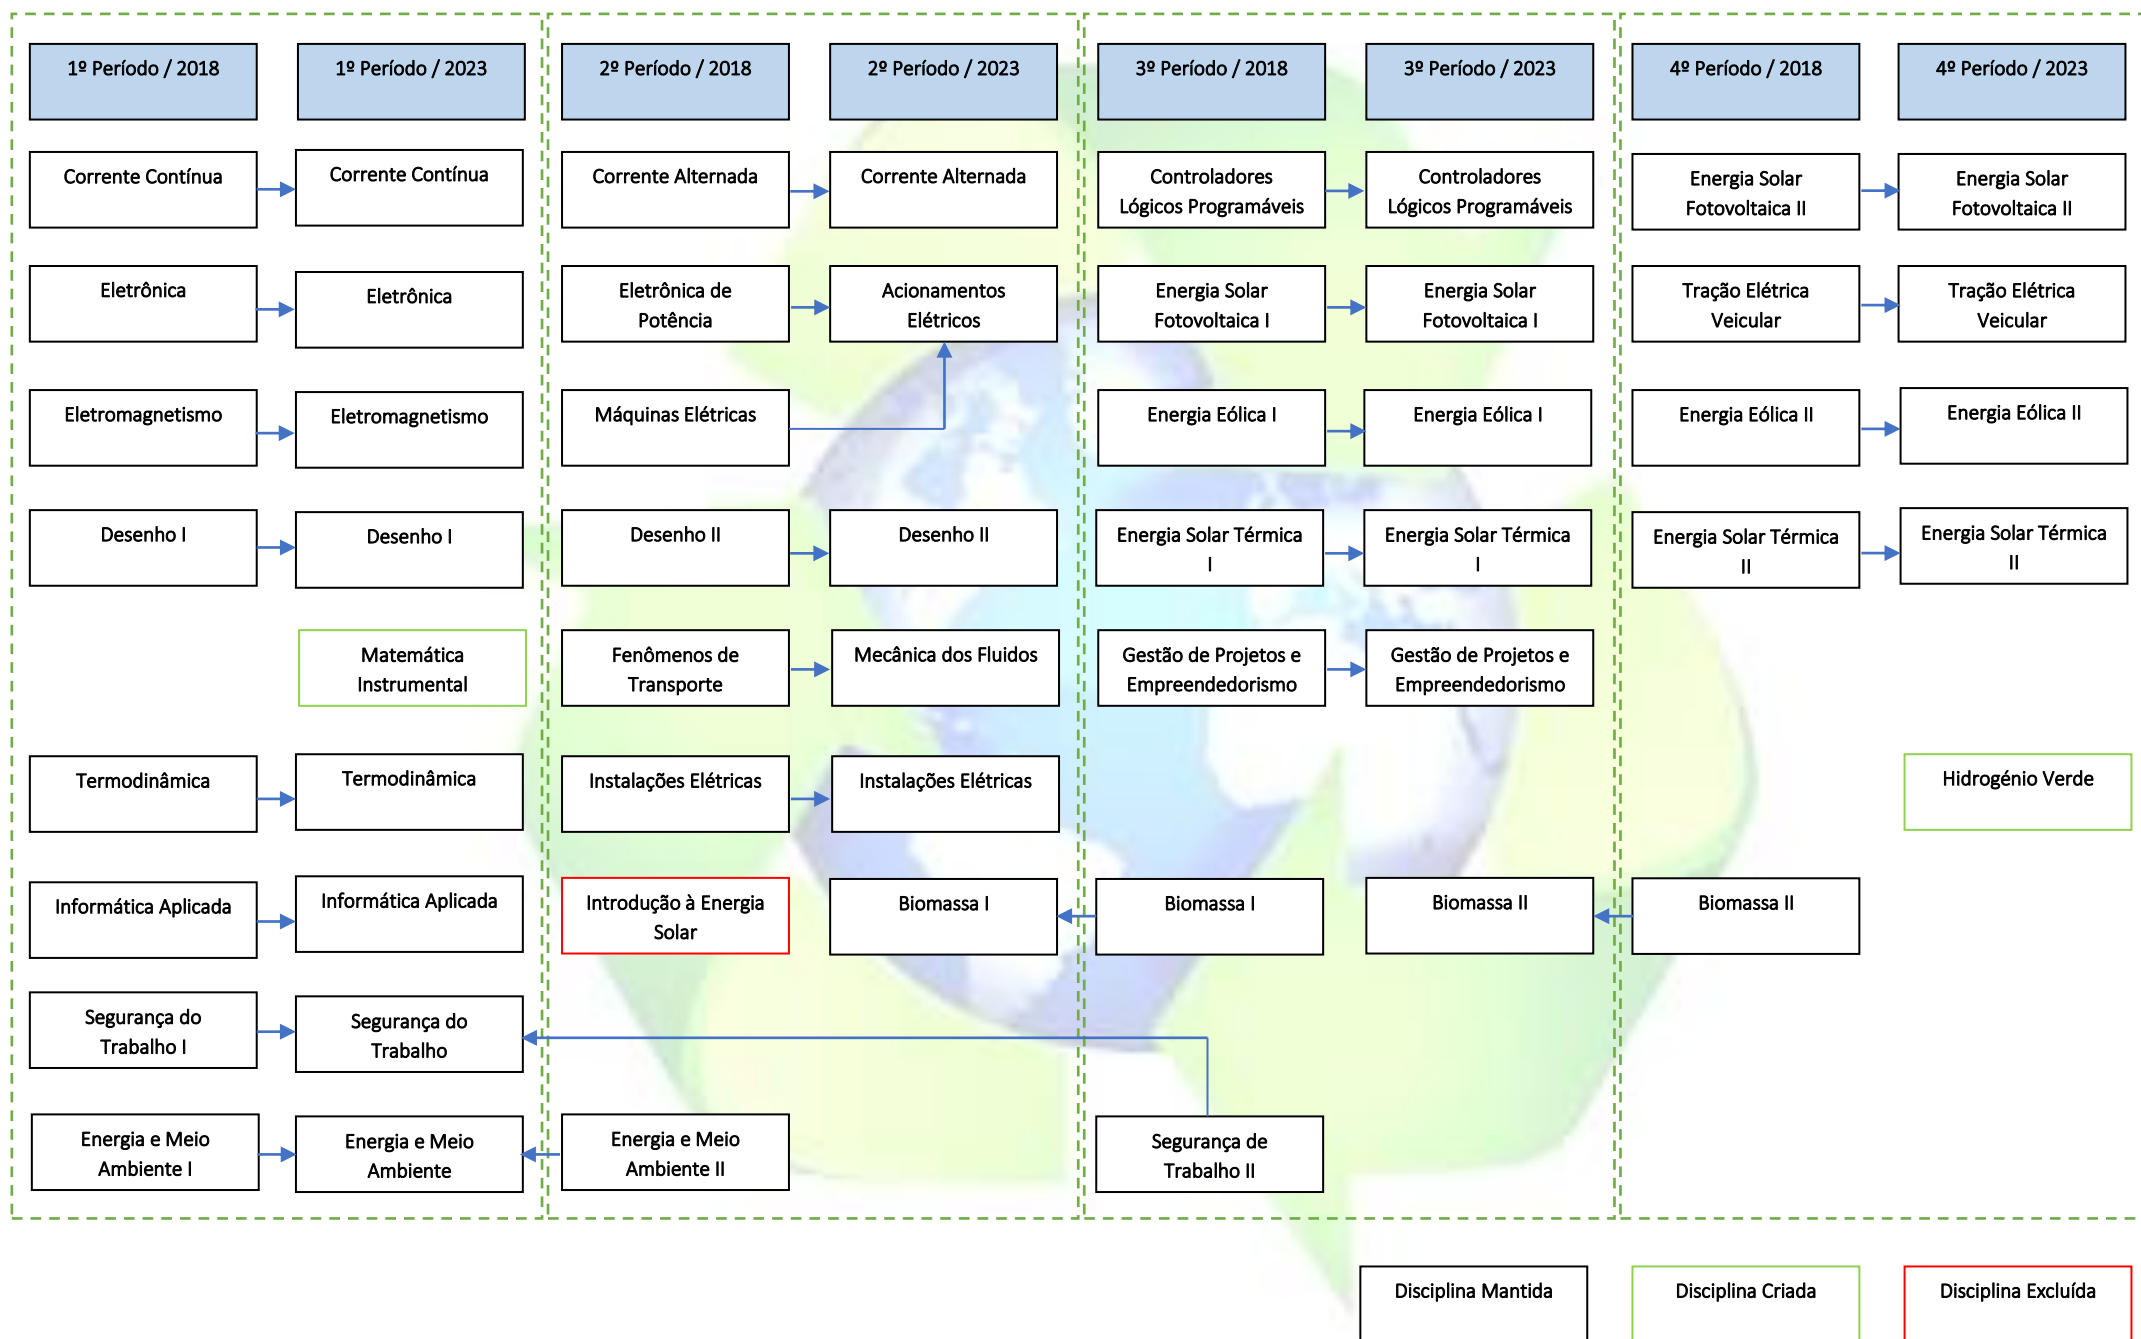 1º Período / 2018
1º Período / 2023
2º Período / 2018
2º Período / 2023
3º Período / 2018
3º Período / 2023
4º Período / 2018
4º Período / 2023
Corrente Contínua
Corrente Contínua
Corrente Alternada
Corrente Alternada
Controladores
Lógicos Programáveis
Controladores
Lógicos Programáveis
Energia Solar
Fotovoltaica II
Energia Solar
Fotovoltaica II
Eletrônica
Eletrônica
Eletrônica de
Potência
Acionamentos
Elétricos
Energia Solar
Fotovoltaica I
Energia Solar
Fotovoltaica I
Tração Elétrica
Veicular
Tração Elétrica
Veicular
Eletromagnetismo
Eletromagnetismo
Máquinas Elétricas
Energia Eólica I
Energia Eólica I
Energia Eólica II
Energia Eólica II
Desenho I
Desenho I
Desenho II
Desenho II
Energia Solar Térmica
I
Energia Solar Térmica
I
Energia Solar Térmica
II
Energia Solar Térmica
II
Matemática
Instrumental
Fenômenos de
Transporte
Mecânica dos Fluidos
Gestão de Projetos e
Empreendedorismo
Gestão de Projetos e
Empreendedorismo
Termodinâmica
Termodinâmica
Instalações Elétricas
Instalações Elétricas
Hidrogénio Verde
Informática Aplicada
Informática Aplicada
Introdução à Energia
Solar
Biomassa I
Biomassa I
Biomassa II
Biomassa II
Segurança do
Trabalho I
Segurança do
Trabalho
Energia e Meio
Ambiente I
Energia e Meio
Ambiente
Energia e Meio
Ambiente II
Segurança de
Trabalho II
Disciplina Mantida
Disciplina Criada
Disciplina Excluída